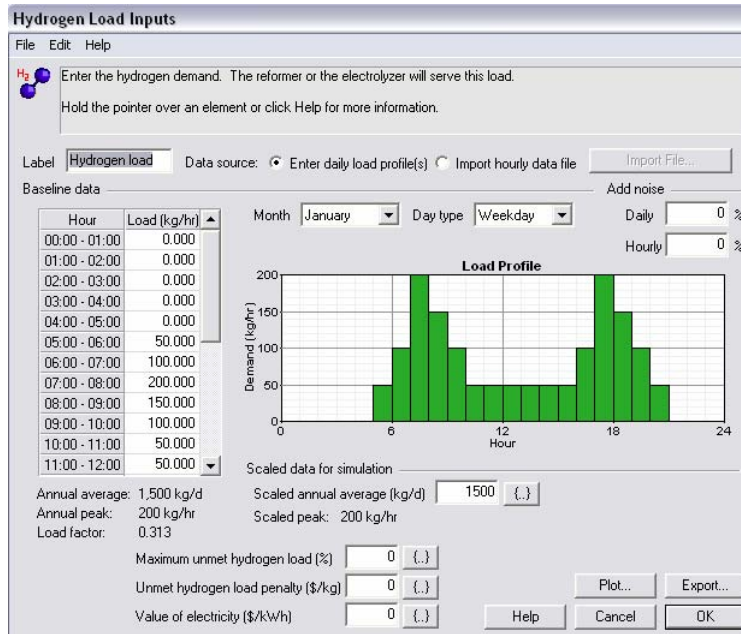 Hydrogen Load Inputs
File Edit Help
H2
Enter the hydrogen demand. The reformer or the electrolyzer will serve this load.
Hold the pointer over an element or click Help for more information.
Label Hydrogen load Data source: Enter daily load profile(s) Import hourly data file Import File...
Baseline data
Hour Load (kg/hr)
00:00 - 01:00 0.000
01:00 - 02:00 0.000
02:00 - 03:00 0.000
03:00 - 04:00 0.000
04:00 - 05:00 0.000
05:00 - 06:00 50.000
06:00 - 07:00 100.000
07:00 - 08:00 200.000
08:00 - 09:00 150.000
09:00 - 10:00 100.000
10:00 - 11:00 50.000
11:00 - 12:00 50.000
Month January Day type Weekday
Add noise
Daily 0 %
Hourly 0 %
Load Profile
Demand (kg/hr)
200
150
100
50
0
0 6 12 18 24
Hour
Annual average: 1,500 kg/d
Annual peak: 200 kg/hr
Load factor: 0.313
Scaled data for simulation
Scaled annual average (kg/d) 1500 {..}
Scaled peak: 200 kg/hr
Maximum unmet hydrogen load (%) 0 {..}
Unmet hydrogen load penalty ($/kg) 0 {..}
Value of electricity ($/kWh) 0 {..}
Plot... Export...
Help Cancel OK